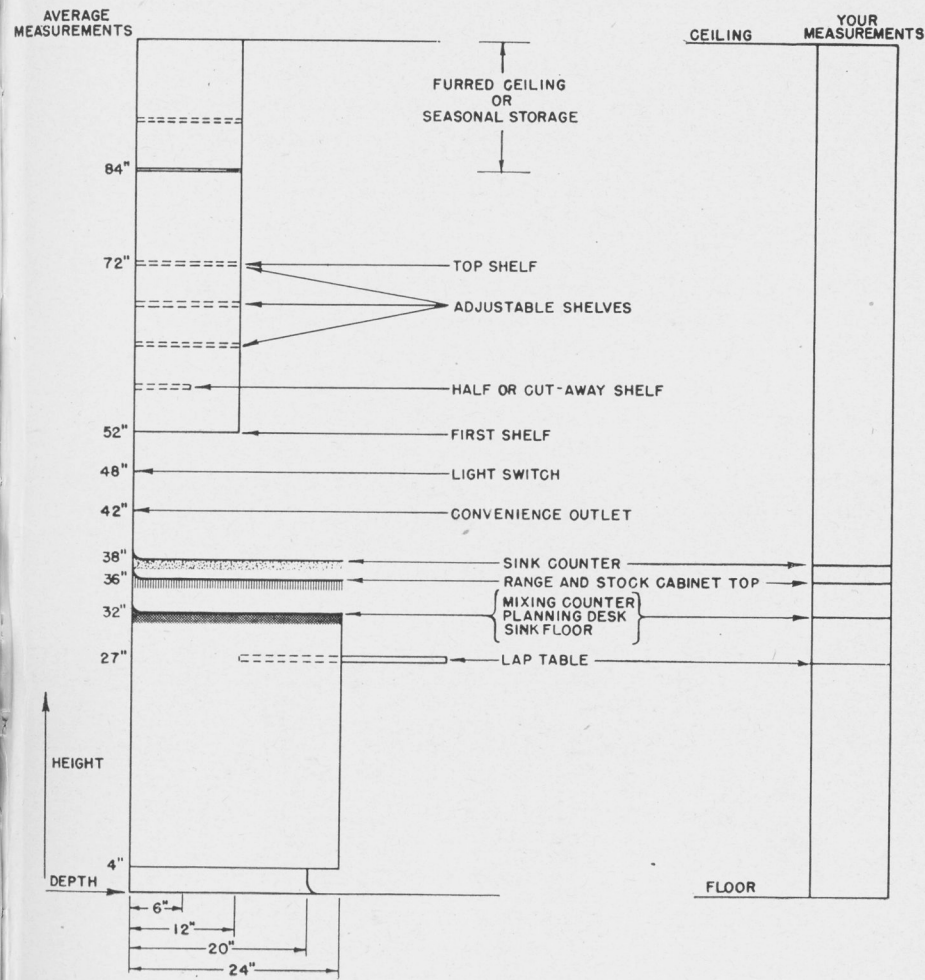 AVERAGE
MEASUREMENTS
YOUR
MEASUREMENTS
CEILING
FURRED CEILING
OR
SEASONAL STORAGE
84"
72"
TOP SHELF
ADJUSTABLE SHELVES
HALF OR CUT-AWAY SHELF
52"
FIRST SHELF
48"
LIGHT SWITCH
42"
CONVENIENCE OUTLET
38"
SINK COUNTER
36"
RANGE AND STOCK CABINET TOP
32"
MIXING COUNTER
PLANNING DESK
SINK FLOOR
27"
LAP TABLE
HEIGHT
4"
DEPTH
FLOOR
6"
12"
20"
24"